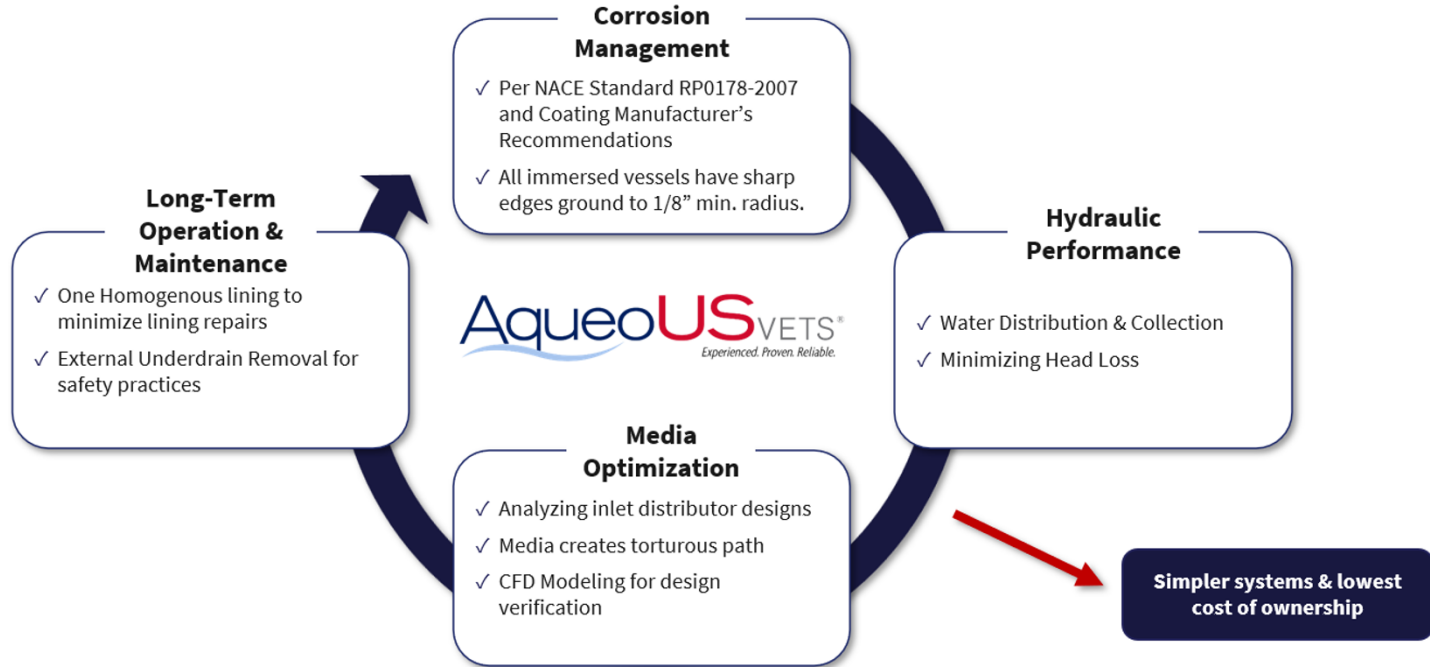 Corrosion
Management
✓ Per NACE Standard RP0178-2007
and Coating Manufacturer's
Recommendations
✓ All immersed vessels have sharp
edges ground to 1/8” min. radius.
Long-Term
Operation &
Maintenance
✓ One Homogenous lining to
minimize lining repairs
✓ External Underdrain Removal for
safety practices
AqueoUSVETS®
Experienced. Proven. Reliable.
Hydraulic
Performance
✓ Water Distribution & Collection
✓ Minimizing Head Loss
Media
Optimization
✓ Analyzing inlet distributor designs
✓ Media creates torturous path
✓ CFD Modeling for design
verification
Simpler systems & lowest
cost of ownership